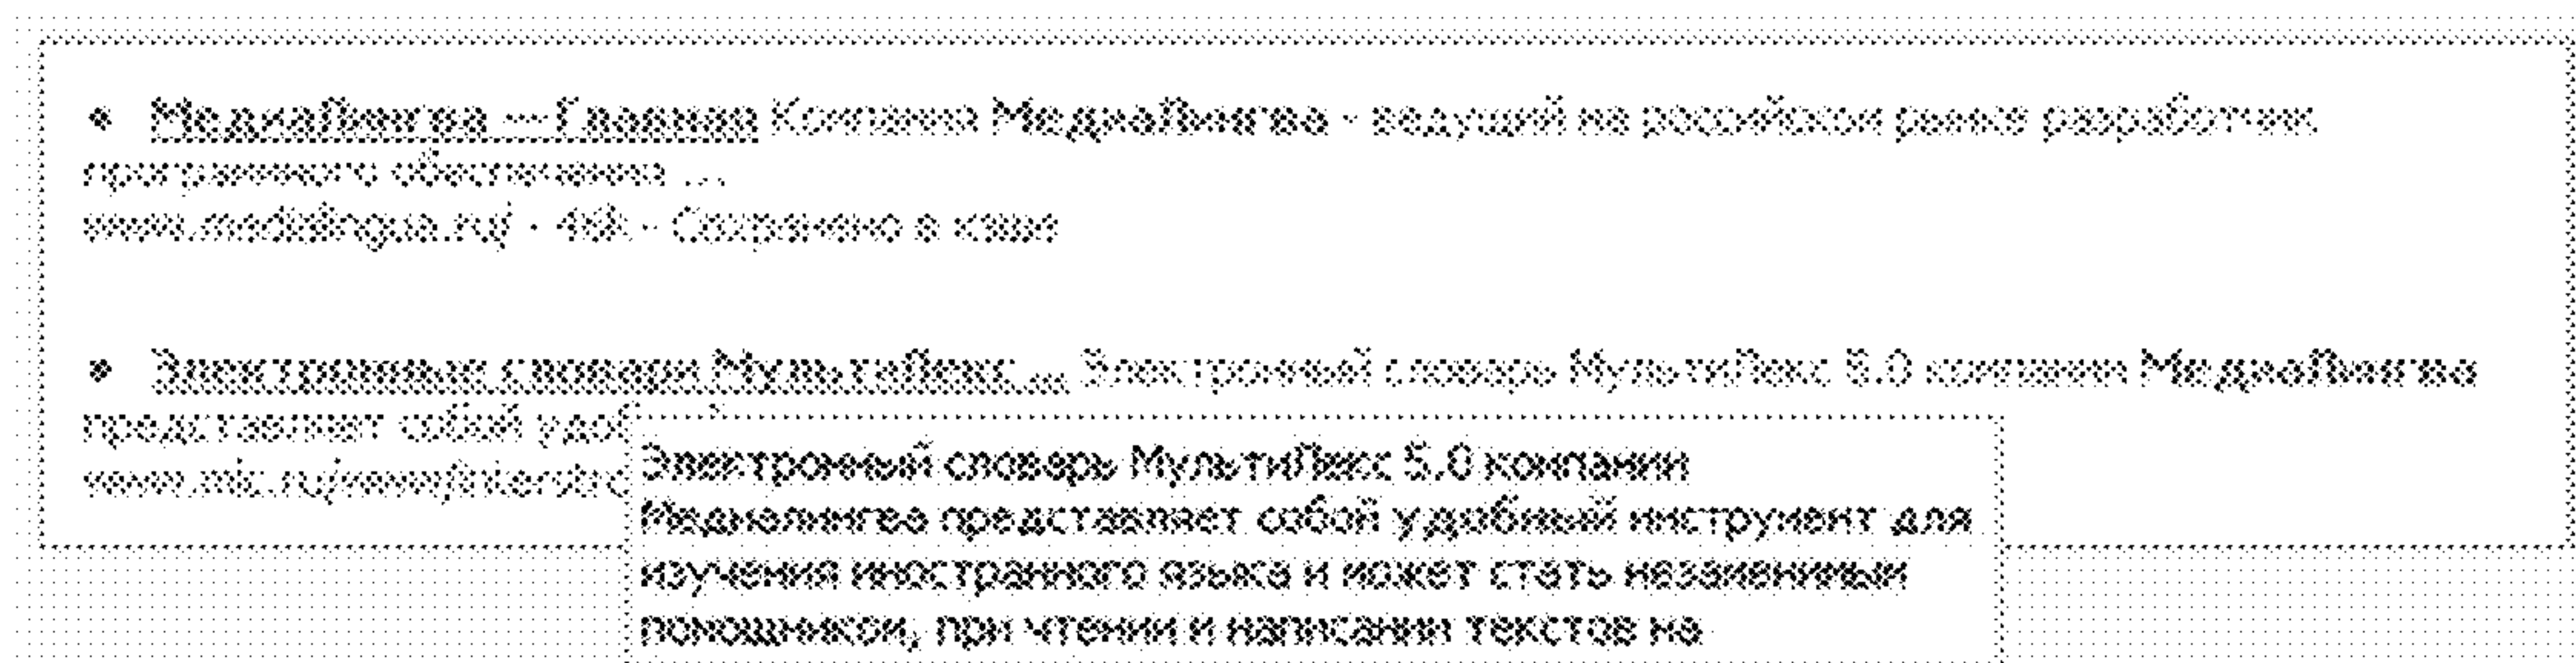 • МедиаЛингва — Главная Компания МедиаЛингва - ведущий на российском рынке разработчик
программного обеспечения ...
www.medialingua.ru/ - 46k - Сохранено в кэше
• Электронные словари МультиЛекс ... Электронный словарь МультиЛекс 5.0 компании МедиаЛингва
представляет собой
Электронный словарь МультиЛекс 5.0 компании
Медиалингва представляет собой удобный инструмент для
изучения иностранного языка и может стать незаменимым
помощником, при чтении и написании текстов на